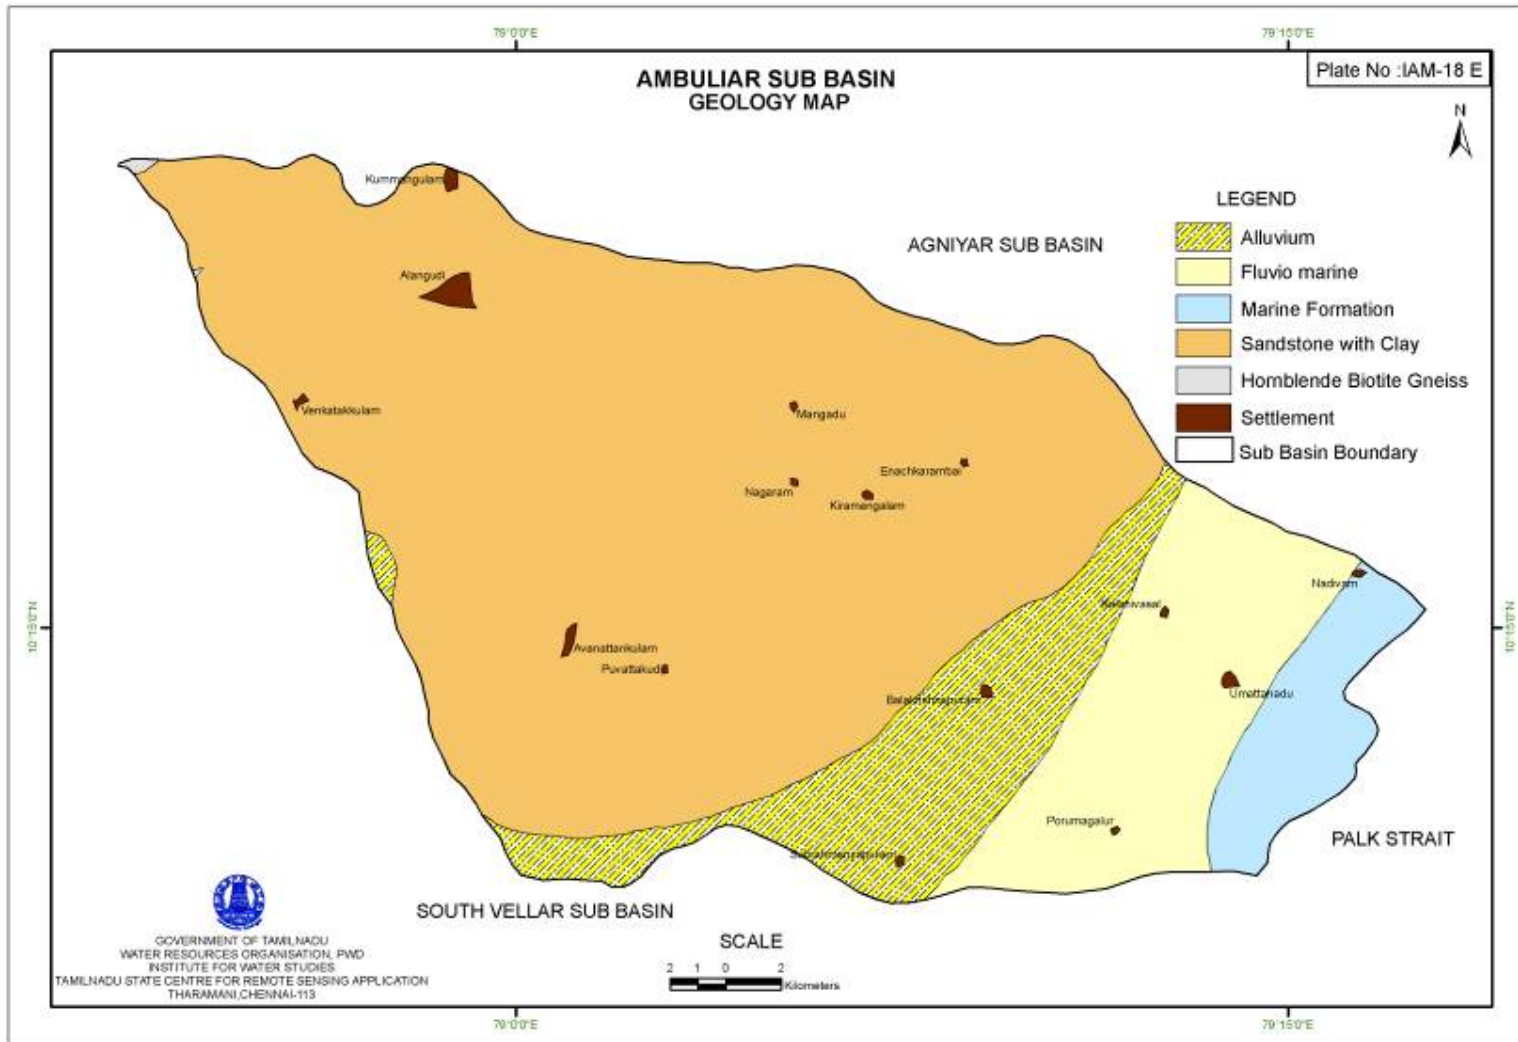 79°0'0"E
79°15'0"E
Plate No :IAM-18 E
AMBULIAR SUB BASIN
GEOLOGY MAP
N
Kummangulam
LEGEND
AGNIYAR SUB BASIN
Alluvium
Fluvio marine
Marine Formation
Sandstone with Clay
Hornblende Biotite Gneiss
Settlement
Sub Basin Boundary
Alangudi
Venkatakkulam
Mangadu
Enachkarambai
Nagaram
Kiramangalam
Nadivam
10°15'0"N
10°15'0"N
Avanattankulam
Puvattakudi
Balakrishnapuram
Umattanadu
Porumagalur
PALK STRAIT
Subrahmanyapuram
SOUTH VELLAR SUB BASIN
SCALE
2 1 0 2
Kilometers
GOVERNMENT OF TAMILNADU
WATER RESOURCES ORGANISATION, PWD
INSTITUTE FOR WATER STUDIES
TAMILNADU STATE CENTRE FOR REMOTE SENSING APPLICATION
THARAMANI,CHENNAI-113
79°0'0"E
79°15'0"E